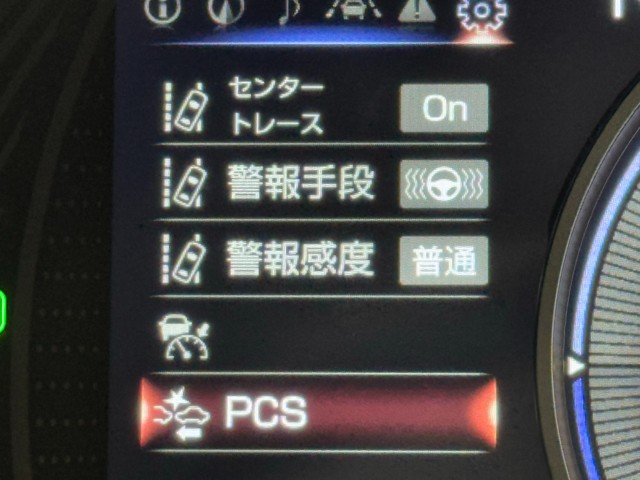 センター
トレース
On
警報手段
警報感度
普通
PCS